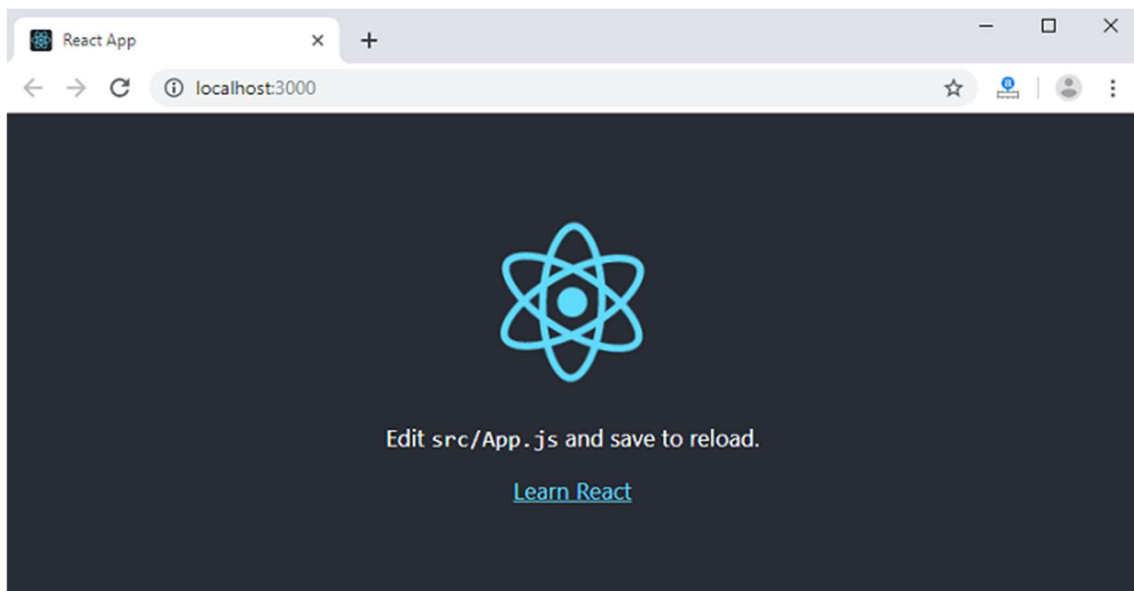 React App
localhost:3000
Edit src/App.js and save to reload.
Learn React